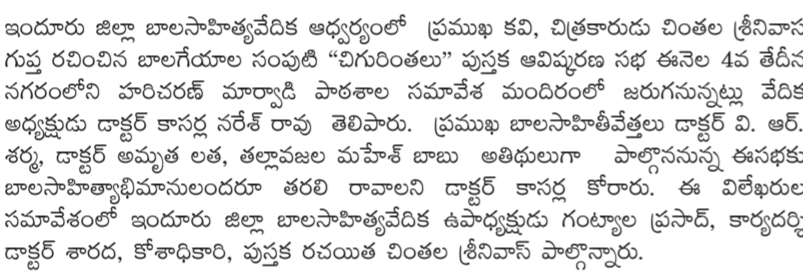 ఇందూరు జిల్లా బాలసాహిత్యవేదిక ఆధ్వర్యంలో ప్రముఖ కవి, చిత్రకారుడు చింతల శ్రీనివాస
గుప్త రచించిన బాలగేయాల సంపుటి “చిగురింతలు” పుస్తక ఆవిష్కరణ సభ ఈనెల 4వ తేదీన
నగరంలోని హరిచరణ్ మార్వాడి పాఠశాల సమావేశ మందిరంలో జరుగనున్నట్లు వేదిక
అధ్యక్షుడు డాక్టర్ కాసర్ల నరేశ్ రావు తెలిపారు. ప్రముఖ బాలసాహితీవేత్తలు డాక్టర్ వి. ఆర్.
శర్మ, డాక్టర్ అమృత లత, తల్లావజల మహేశ్ బాబు అతిథులుగా పాల్గొననున్న ఈసభకు
బాలసాహిత్యాభిమానులందరూ తరలి రావాలని డాక్టర్ కాసర్ల కోరారు. ఈ విలేఖరుల
సమావేశంలో ఇందూరు జిల్లా బాలసాహిత్యవేదిక ఉపాధ్యక్షుడు గంట్యాల ప్రసాద్, కార్యదర్శి
డాక్టర్ శారద, కోశాధికారి, పుస్తక రచయిత చింతల శ్రీనివాస్ పాల్గొన్నారు.